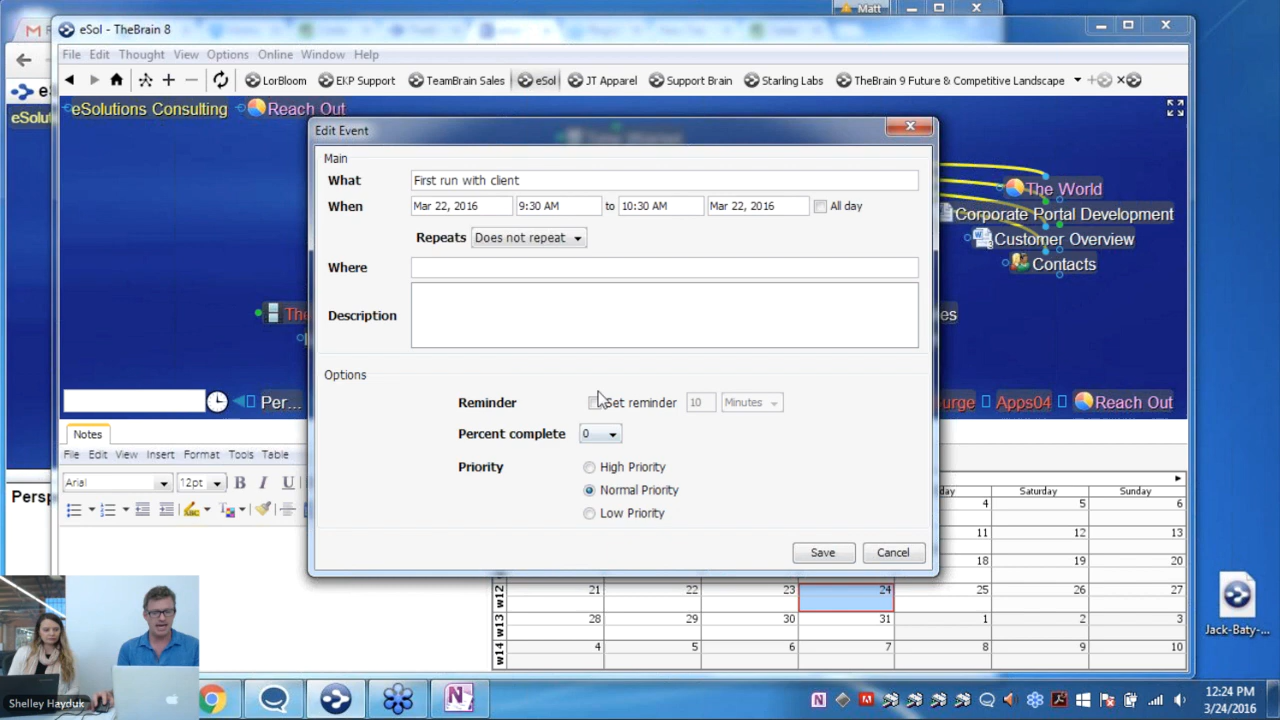 Matt
eSol - TheBrain 8
File Edit Thought View Options Online Window Help
LorBloom EKP Support TeamBrain Sales eSol JT Apparel Support Brain Starling Labs TheBrain 9 Future & Competitive Landscape
eSolutions Consulting Reach Out
Edit Event
Main
What First run with client
When Mar 22, 2016 9:30 AM to 10:30 AM Mar 22, 2016 All day
Repeats Does not repeat
Where
Description
Options
Reminder Set reminder 10 Minutes
Percent complete 0
Priority High Priority
Normal Priority
Low Priority
Save Cancel
The World
Corporate Portal Development
Customer Overview
Contacts
Per... Apps04 Reach Out
Notes
File Edit View Insert Format Tools Table
Arial 12pt B I U
Saturday Sunday
4 5 6
11 12 13
18 19 20
w12 21 22 23 24 25 26 27
w13 28 29 30 31 1 2 3
w14 4 5 6 7 8 9 10
Shelley Hayduk
Jack-Baty-...
12:24 PM
3/24/2016